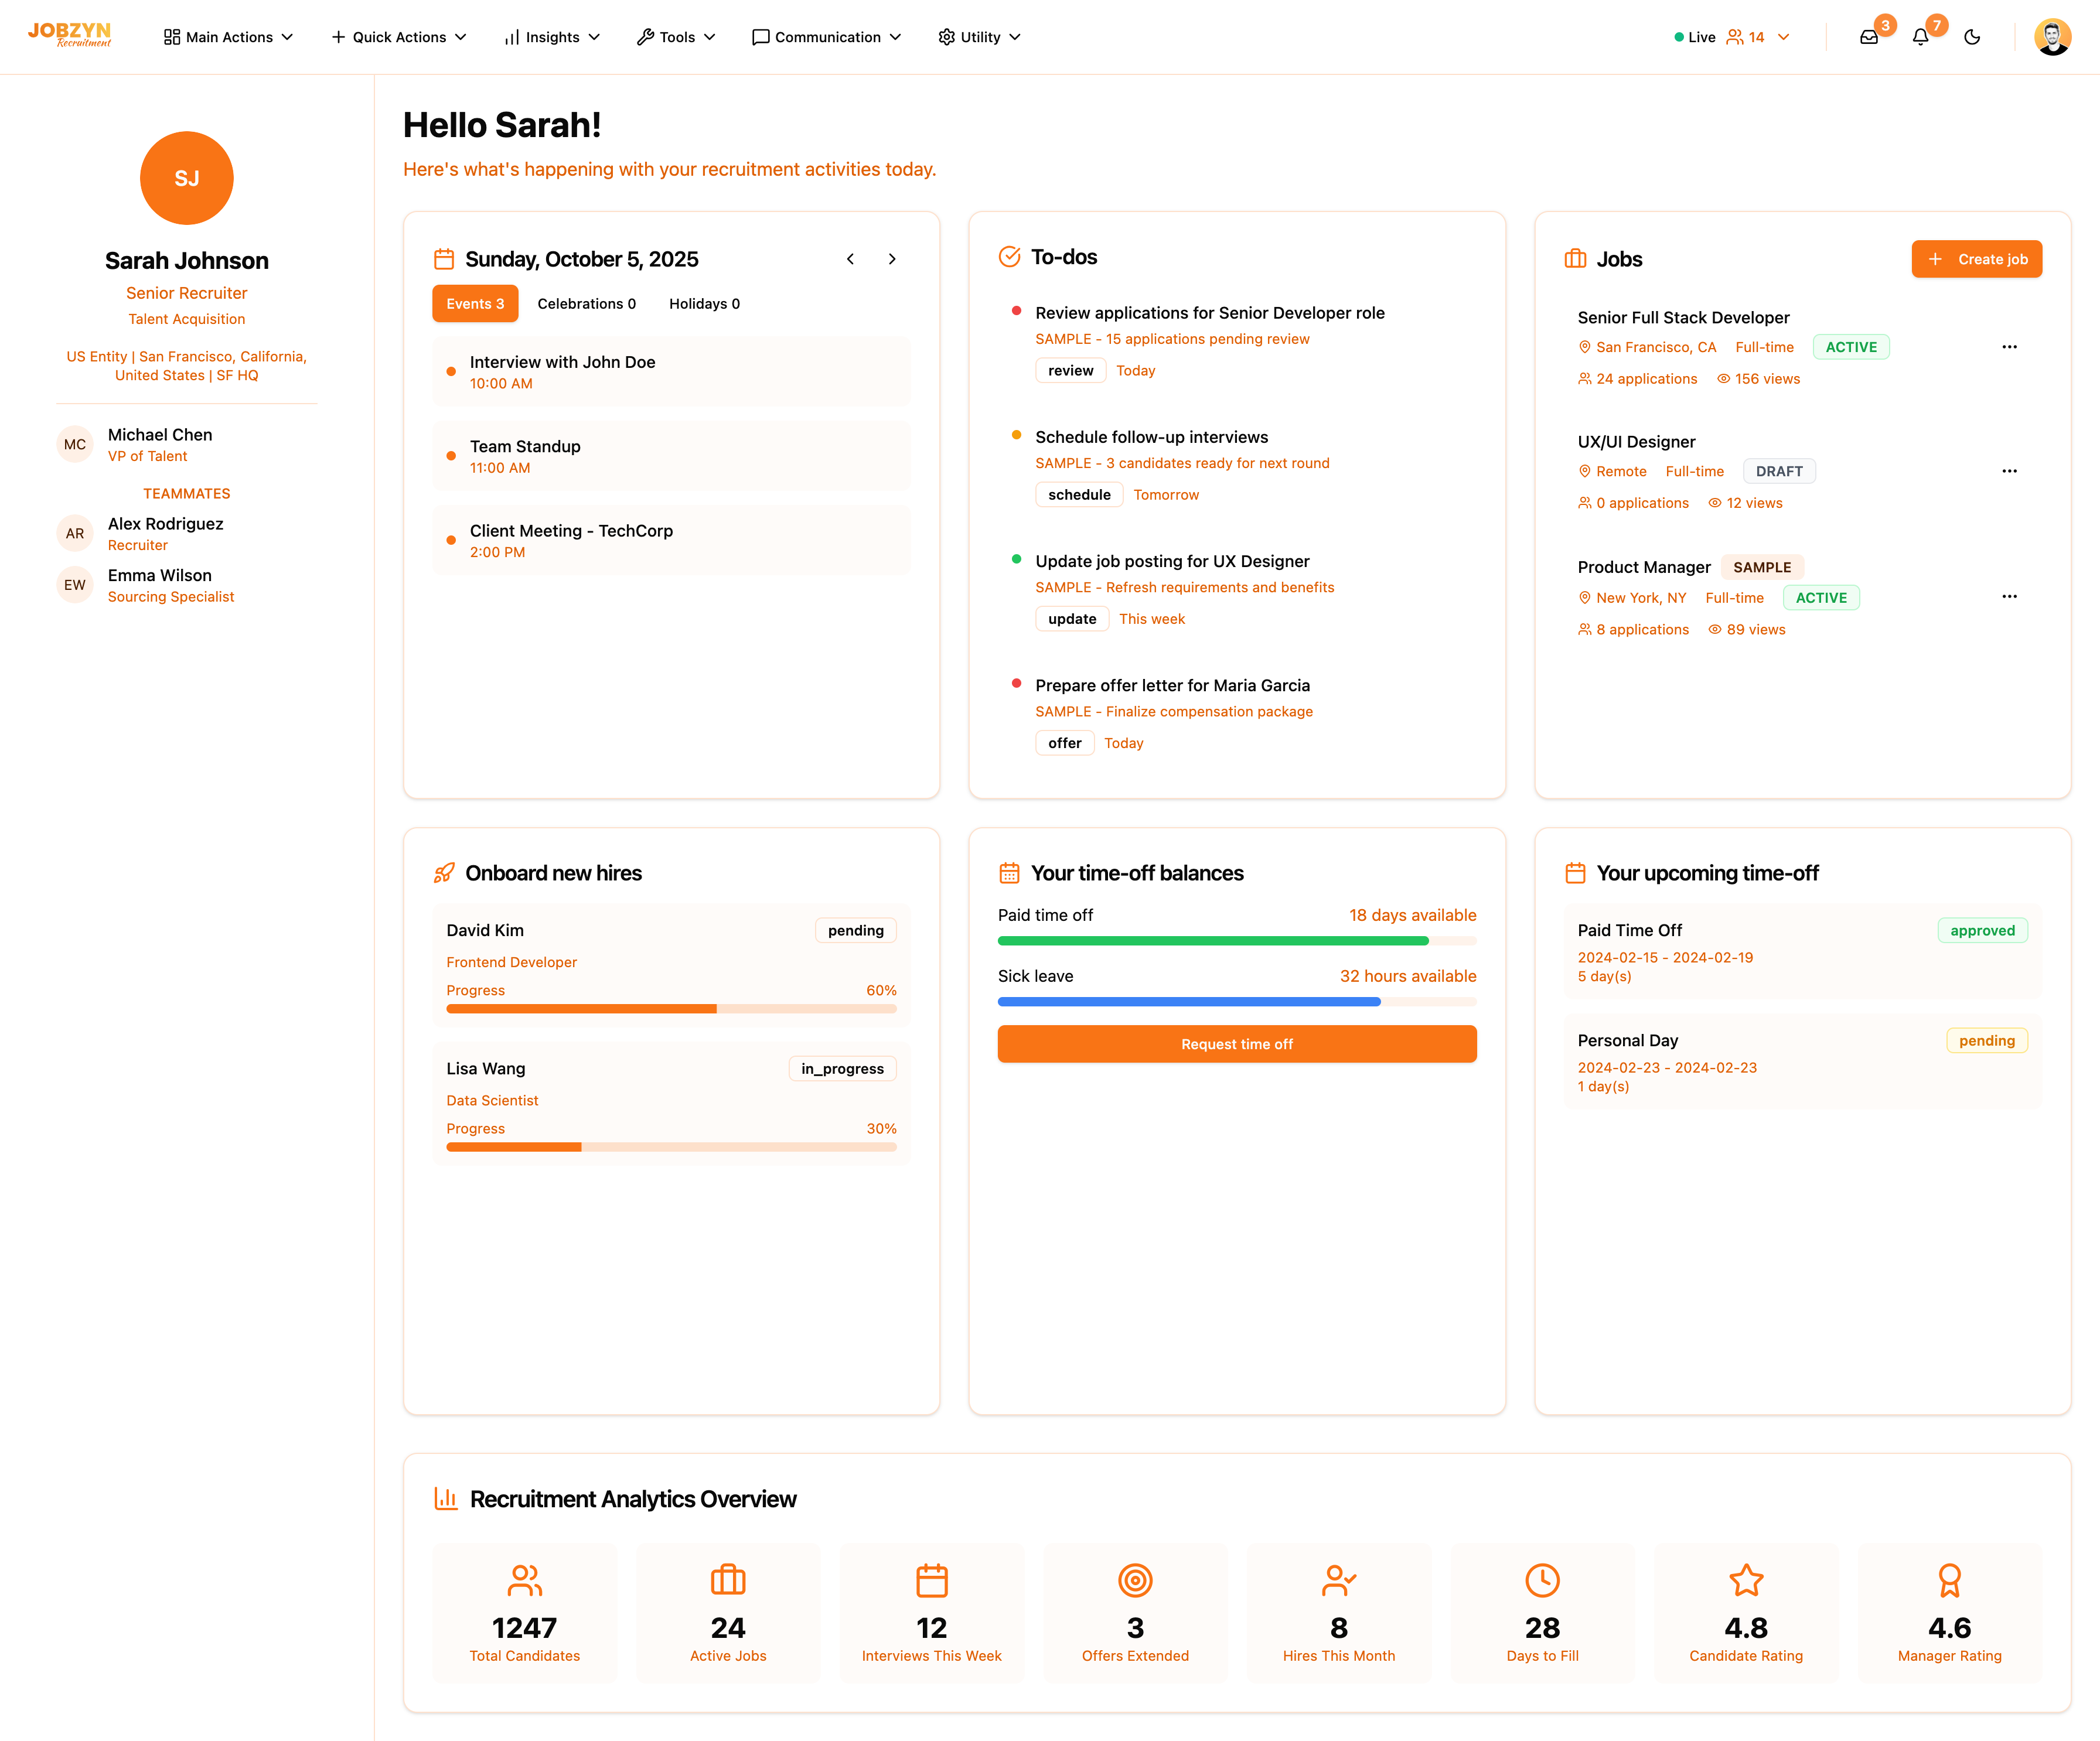 JOBZYN
Recruitment
Main Actions
Quick Actions
Insights
Tools
Communication
Utility
Live
14
3
7
SJ
Sarah Johnson
Senior Recruiter
Talent Acquisition
US Entity | San Francisco, California,
United States | SF HQ
MC
Michael Chen
VP of Talent
TEAMMATES
AR
Alex Rodriguez
Recruiter
EW
Emma Wilson
Sourcing Specialist
Hello Sarah!
Here's what's happening with your recruitment activities today.
Sunday, October 5, 2025
Events 3
Celebrations 0
Holidays 0
Interview with John Doe
10:00 AM
Team Standup
11:00 AM
Client Meeting - TechCorp
2:00 PM
To-dos
Review applications for Senior Developer role
SAMPLE - 15 applications pending review
review
Today
Schedule follow-up interviews
SAMPLE - 3 candidates ready for next round
schedule
Tomorrow
Update job posting for UX Designer
SAMPLE - Refresh requirements and benefits
update
This week
Prepare offer letter for Maria Garcia
SAMPLE - Finalize compensation package
offer
Today
Jobs
Create job
Senior Full Stack Developer
San Francisco, CA
Full-time
ACTIVE
24 applications
156 views
UX/UI Designer
Remote
Full-time
DRAFT
0 applications
12 views
Product Manager
SAMPLE
New York, NY
Full-time
ACTIVE
8 applications
89 views
Onboard new hires
David Kim
pending
Frontend Developer
Progress
60%
Lisa Wang
in_progress
Data Scientist
Progress
30%
Your time-off balances
Paid time off
18 days available
Sick leave
32 hours available
Request time off
Your upcoming time-off
Paid Time Off
approved
2024-02-15 - 2024-02-19
5 day(s)
Personal Day
pending
2024-02-23 - 2024-02-23
1 day(s)
Recruitment Analytics Overview
1247
Total Candidates
24
Active Jobs
12
Interviews This Week
3
Offers Extended
8
Hires This Month
28
Days to Fill
4.8
Candidate Rating
4.6
Manager Rating